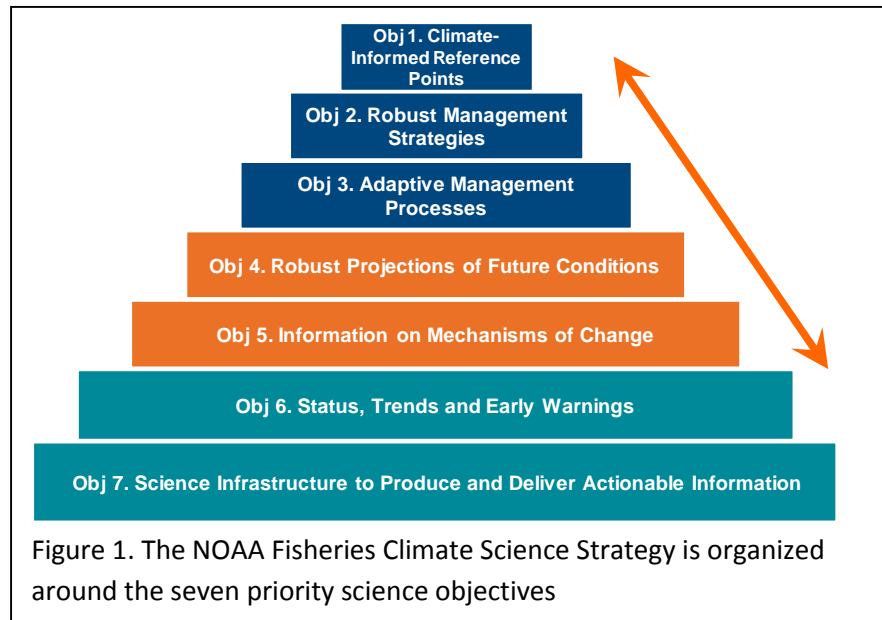 Obj 1. Climate-
Informed Reference
Points
Obj 2. Robust Management
Strategies
Obj 3. Adaptive Management
Processes
Obj 4. Robust Projections of Future Conditions
Obj 5. Information on Mechanisms of Change
Obj 6. Status, Trends and Early Warnings
Obj 7. Science Infrastructure to Produce and Deliver Actionable Information
Figure 1. The NOAA Fisheries Climate Science Strategy is organized
around the seven priority science objectives